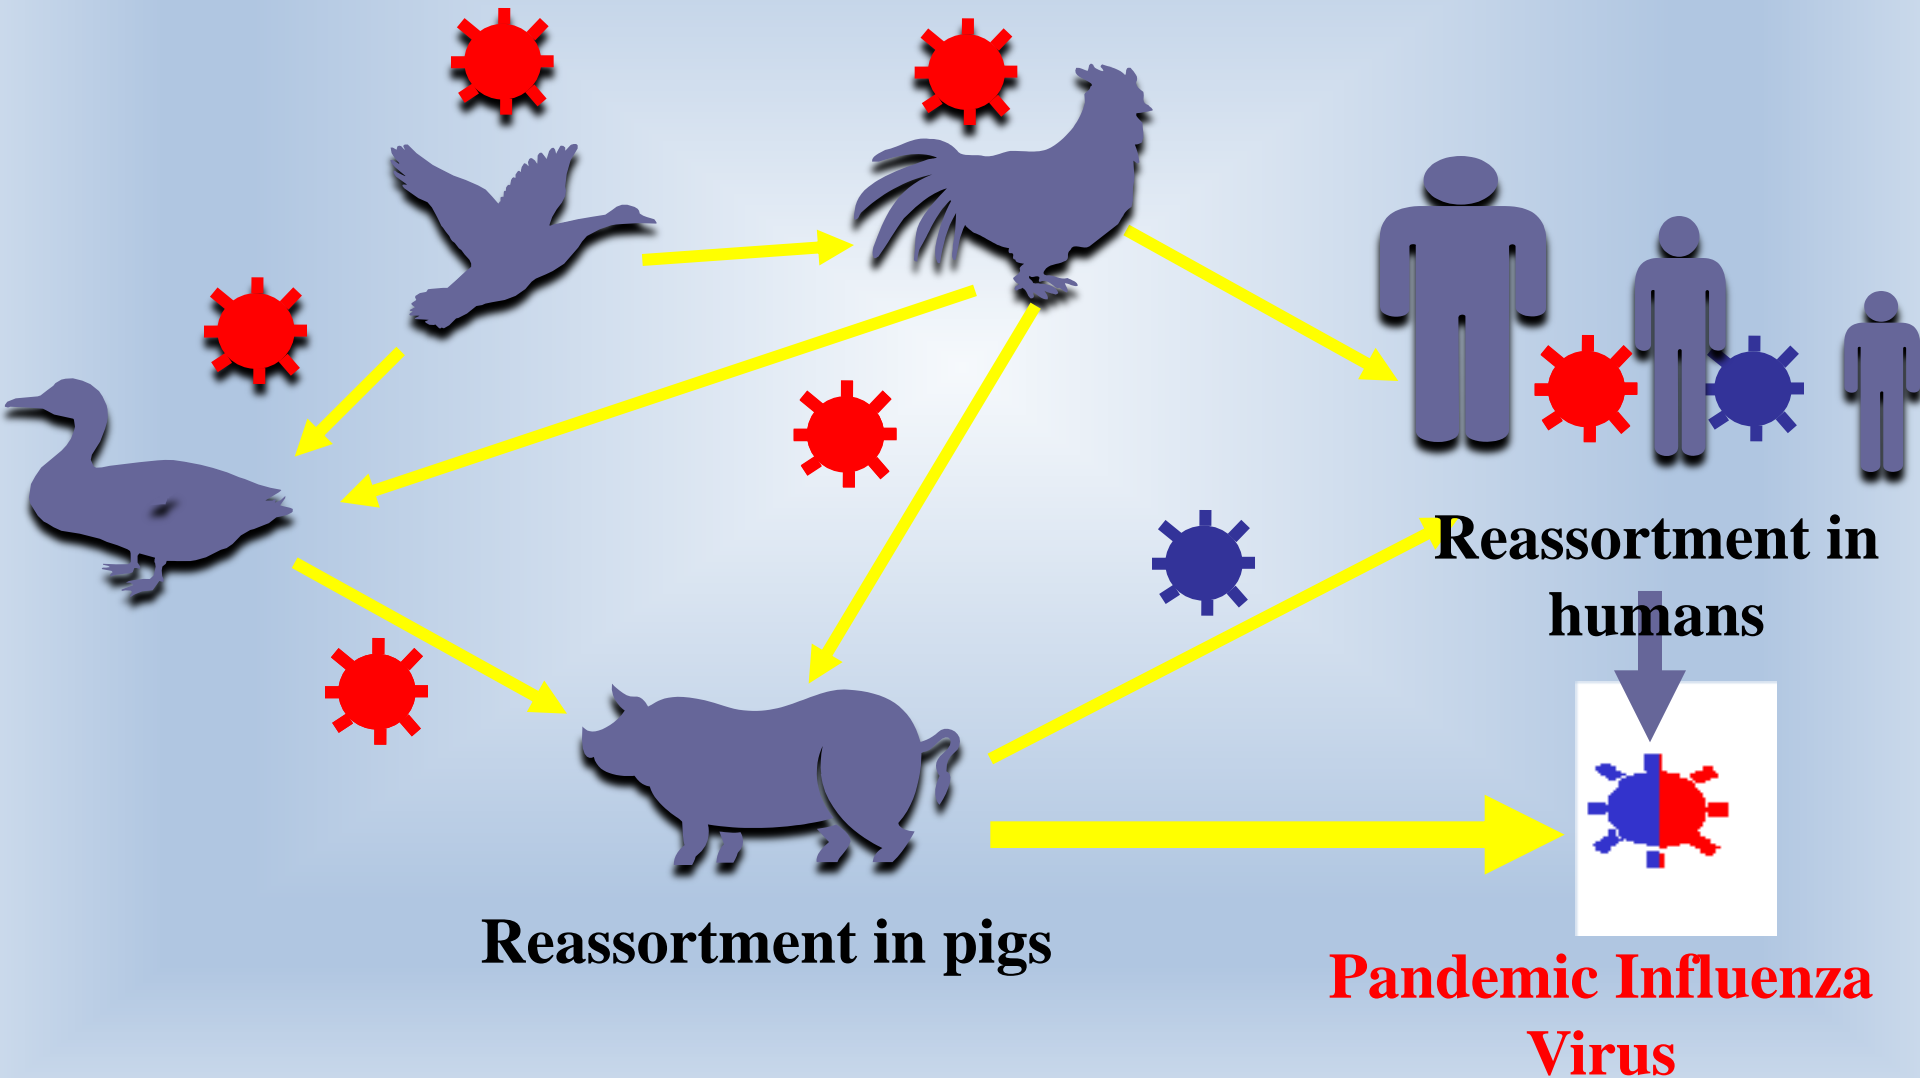 Reassortment in
humans
Reassortment in pigs
Pandemic Influenza
Virus